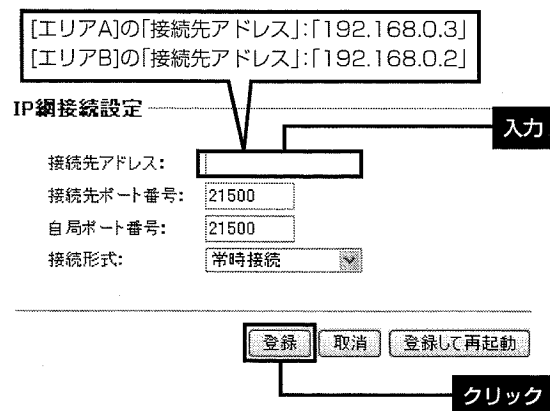 [エリアA]の「接続先アドレス」:「192.168.0.3」
[エリアB]の「接続先アドレス」:「192.168.0.2」
IP網接続設定
入力
接続先アドレス:
接続先ポート番号: 21500
自局ポート番号: 21500
接続形式: 常時接続
登録 取消 登録して再起動
クリック